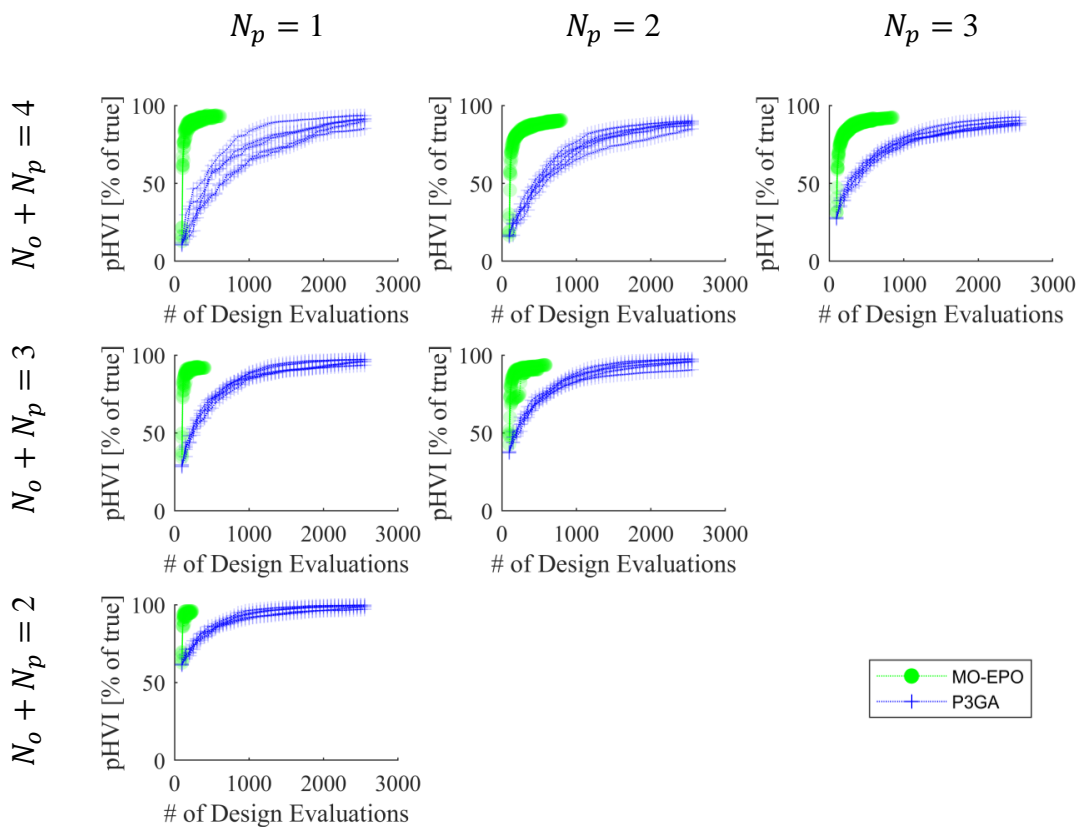 N_p = 1
N_p = 2
N_p = 3
N_o + N_p = 4
pHVI [% of true]
100
50
0
0 1000 2000 3000
# of Design Evaluations
pHVI [% of true]
100
50
0
0 1000 2000 3000
# of Design Evaluations
pHVI [% of true]
100
50
0
0 1000 2000 3000
# of Design Evaluations
N_o + N_p = 3
pHVI [% of true]
100
50
0
0 1000 2000 3000
# of Design Evaluations
pHVI [% of true]
100
50
0
0 1000 2000 3000
# of Design Evaluations
N_o + N_p = 2
pHVI [% of true]
100
50
0
0 1000 2000 3000
# of Design Evaluations
MO-EPO
P3GA